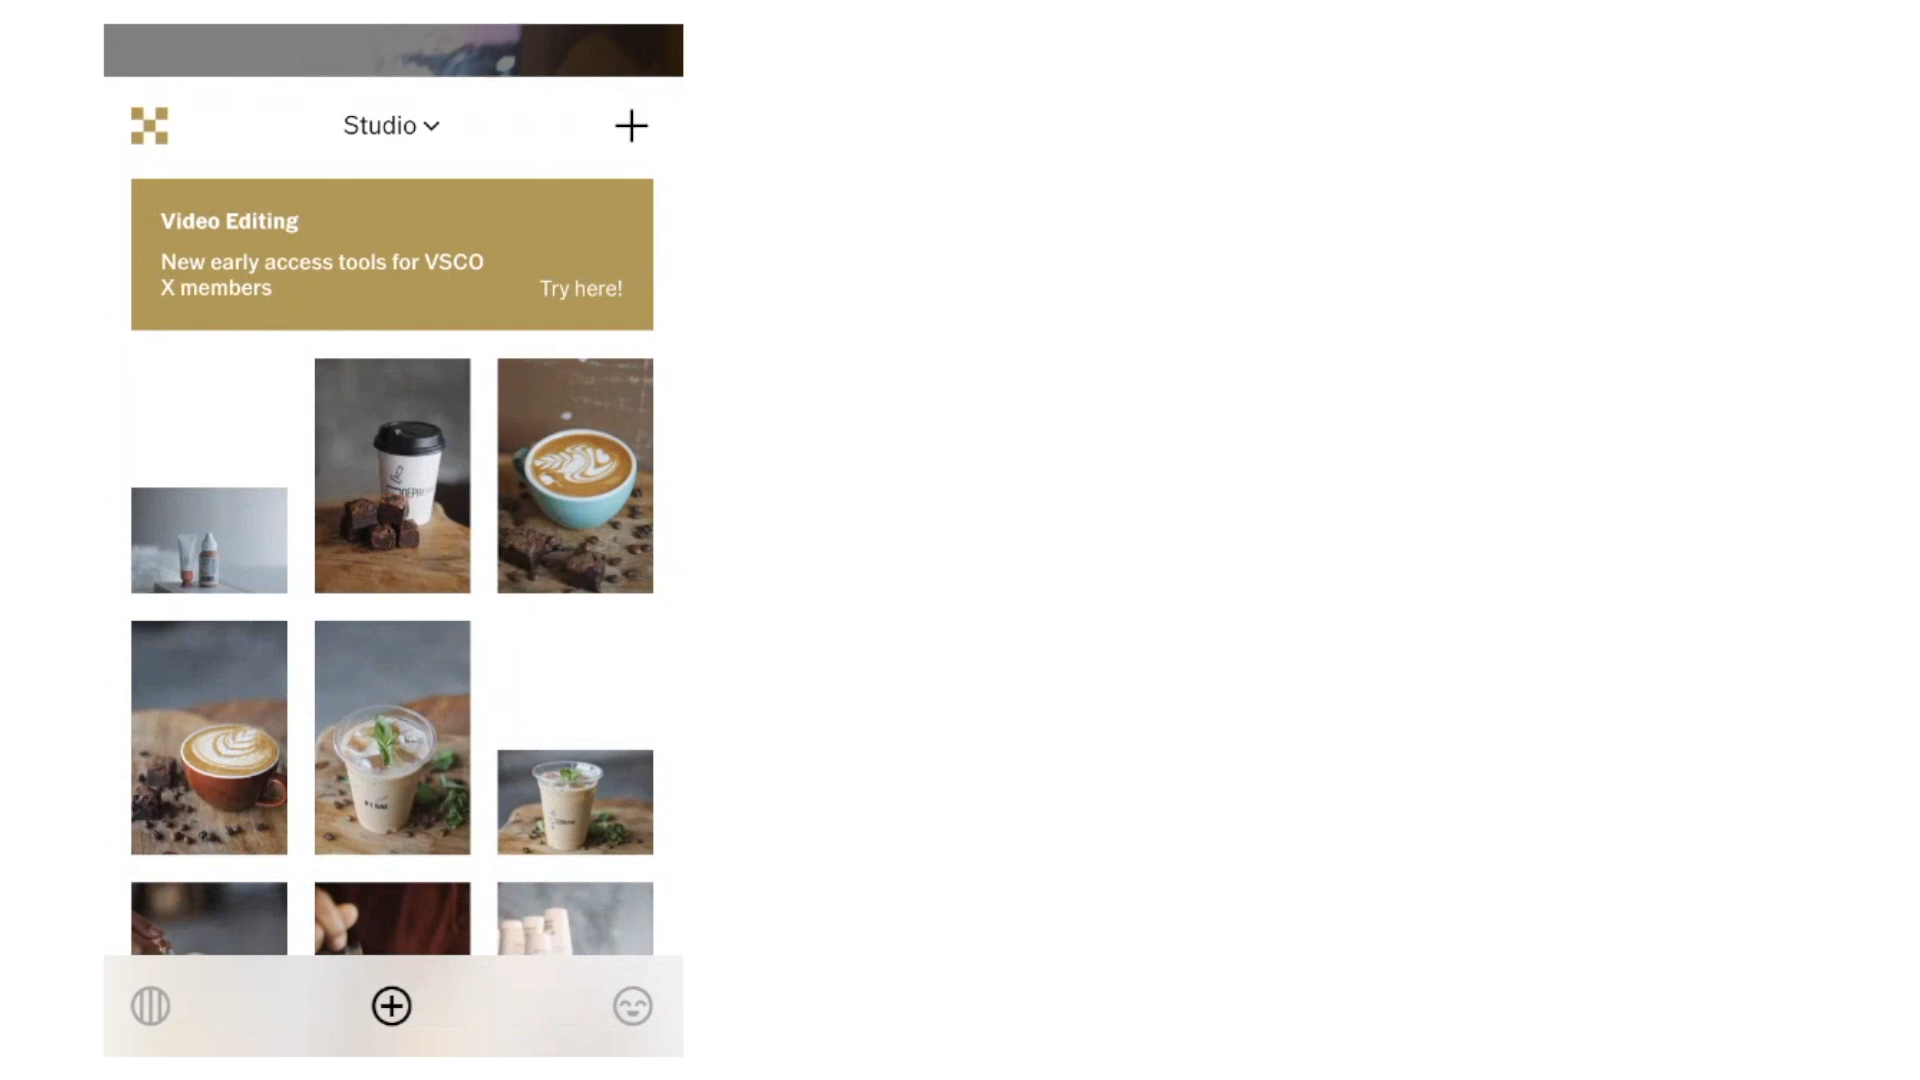 Studio
Video Editing
New early access tools for VSCO
X members
Try here!